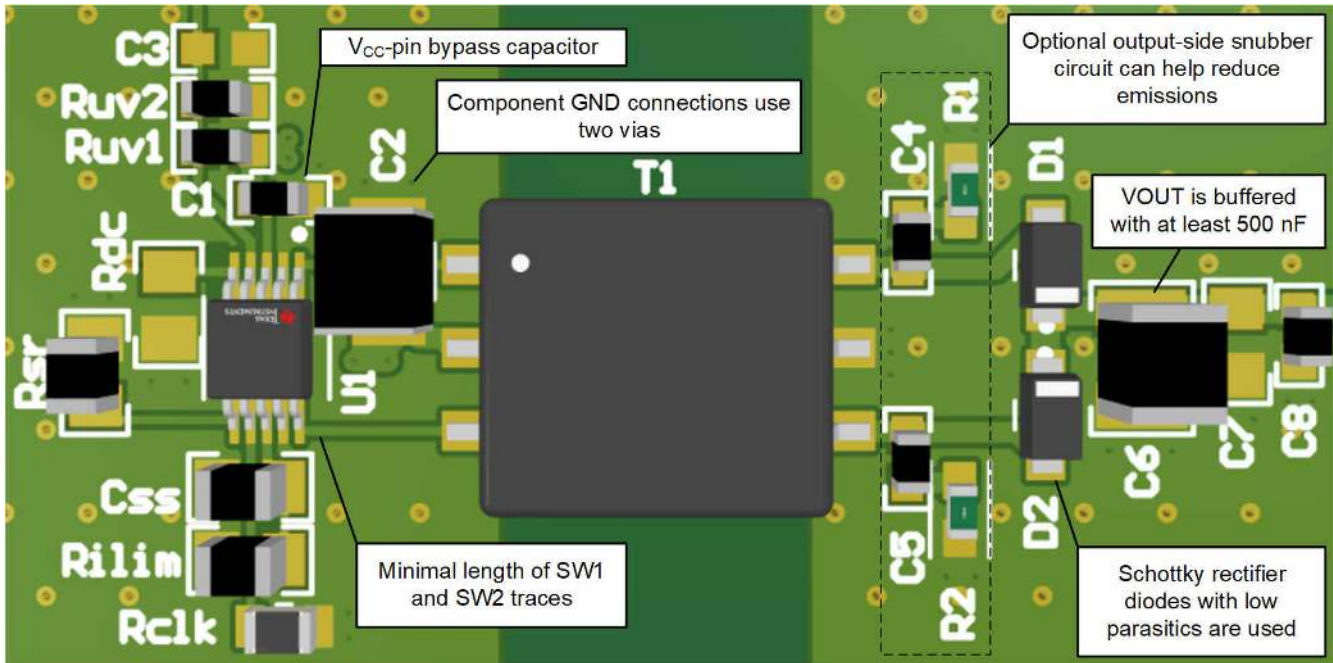 C3
V_CC-pin bypass capacitor
Optional output-side snubber
circuit can help reduce
emissions
Ruv2
Component GND connections use
two vias
R1
Ruv1
C2
C4
D1
T1
C1
VOUT is buffered
with at least 500 nF
Rdc
TEXAS
INSTRUMENTS
Rsr
U1
C6
C7
C8
Css
C5
D2
Rilim
Minimal length of SW1
and SW2 traces
R2
Schottky rectifier
diodes with low
parasitics are used
Rclk